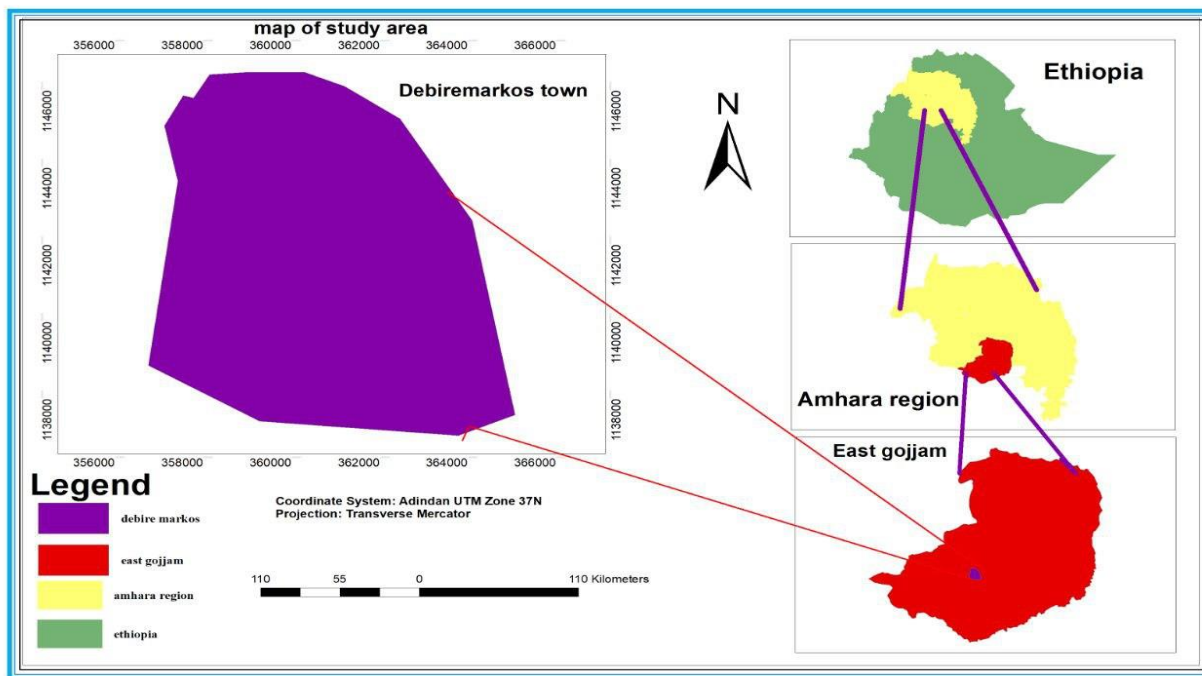 map of study area
356000 358000 360000 362000 364000 366000
Debiremarkos town
1146000
1144000
1142000
1140000
1138000
1146000
1144000
1142000
1140000
1138000
356000 358000 360000 362000 364000 366000
N
Ethiopia
Amhara region
East gojjam
Legend
debire markos
east gojjam
amhara region
ethiopia
Coordinate System: Adindan UTM Zone 37N
Projection: Transverse Mercator
110 55 0 110 Kilometers